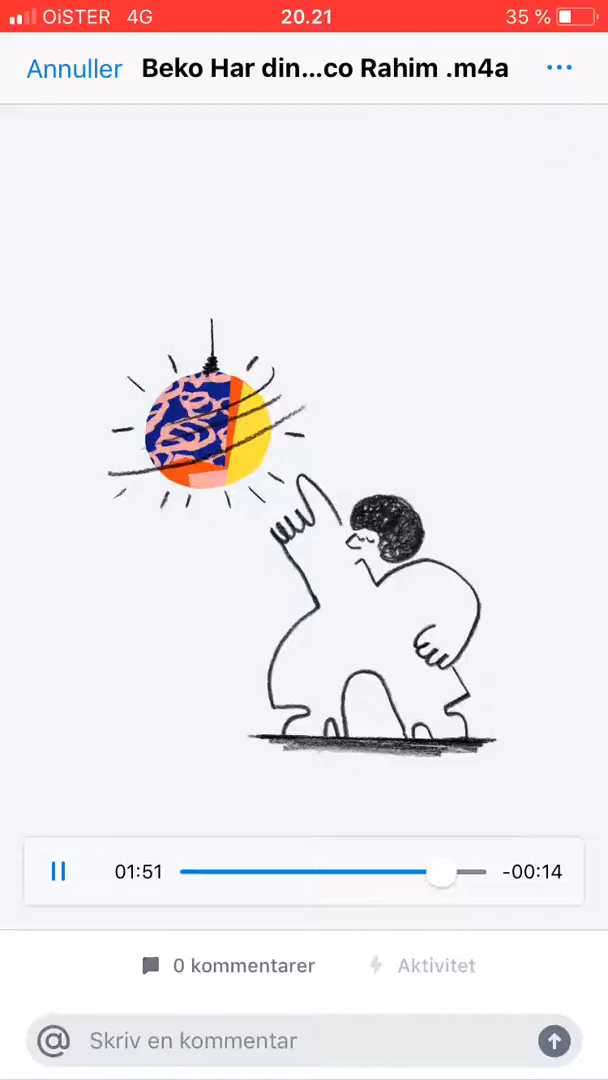 OiSTER 4G 20.21 35 %
Annuller Beko Har din...co Rahim .m4a
01:51 -00:14
0 kommentarer Aktivitet
@ Skriv en kommentar